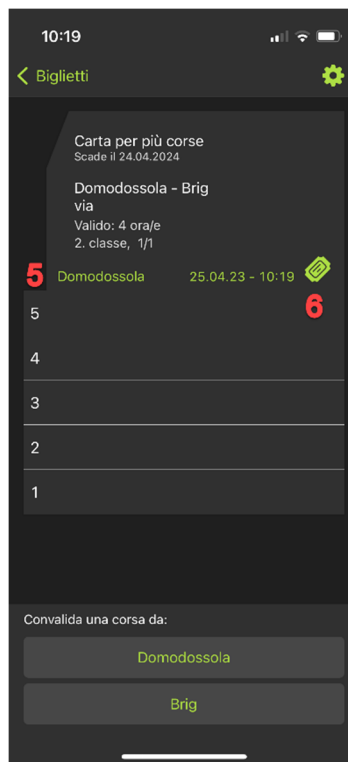 10:19
Biglietti
Carta per più corse
Scade il 24.04.2024
Domodossola - Brig
via
Valido: 4 ora/e
2. classe, 1/1
5 Domodossola 25.04.23 - 10:19
6
5
4
3
2
1
Convalida una corsa da:
Domodossola
Brig